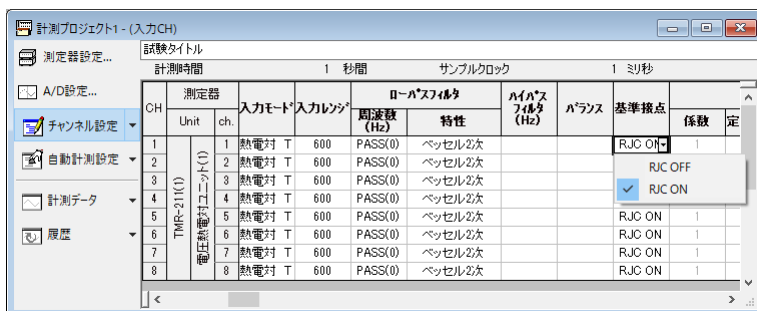 計測プロジェクト1 - (入力CH)
測定器設定...
A/D設定...
チャンネル設定
自動計測設定
計測データ
履歴
試験タイトル
計測時間 1 秒間 サンプルクロック 1 ミリ秒
CH 測定器 入力モード 入力レンジ ローパスフィルタ ハイパスフィルタ(Hz) バランス 基準接点
Unit ch. 周波数(Hz) 特性 係数 定
TMR-211(1)
電圧熱電対ユニット(1)
1 1 熱電対 T 600 PASS(0) ベッセル2次 RJC ON 1
2 2 熱電対 T 600 PASS(0) ベッセル2次
3 3 熱電対 T 600 PASS(0) ベッセル2次
4 4 熱電対 T 600 PASS(0) ベッセル2次
5 5 熱電対 T 600 PASS(0) ベッセル2次 RJC ON 1
6 6 熱電対 T 600 PASS(0) ベッセル2次 RJC ON 1
7 7 熱電対 T 600 PASS(0) ベッセル2次 RJC ON 1
8 8 熱電対 T 600 PASS(0) ベッセル2次 RJC ON 1
RJC OFF
RJC ON